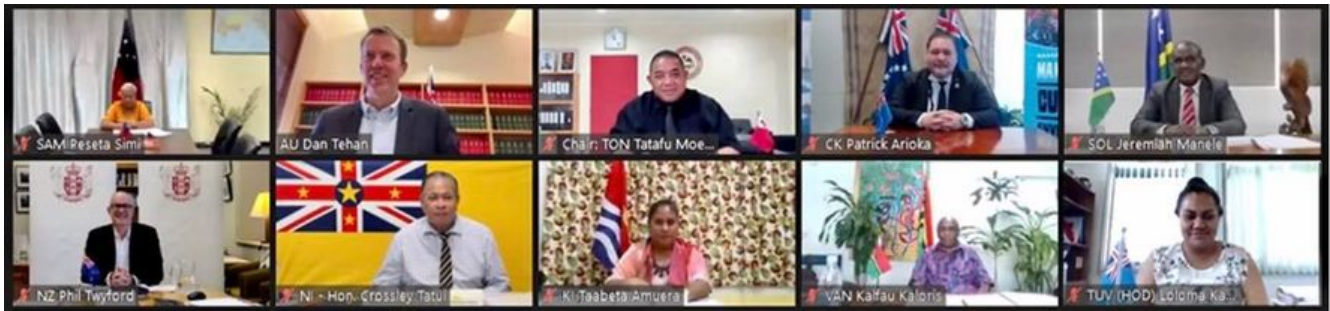 SAM Peseta Simi
AU Dan Tehan
Chair: TON Tatafu Moe...
CK Patrick Arioka
SOL Jeremiah Manele
NZ Phil Twyford
NI - Hon. Crossley Tatui
KI Taabeta Amuera
VAN Kalfau Kaloris
TUV (HOD) Loloma Ka...